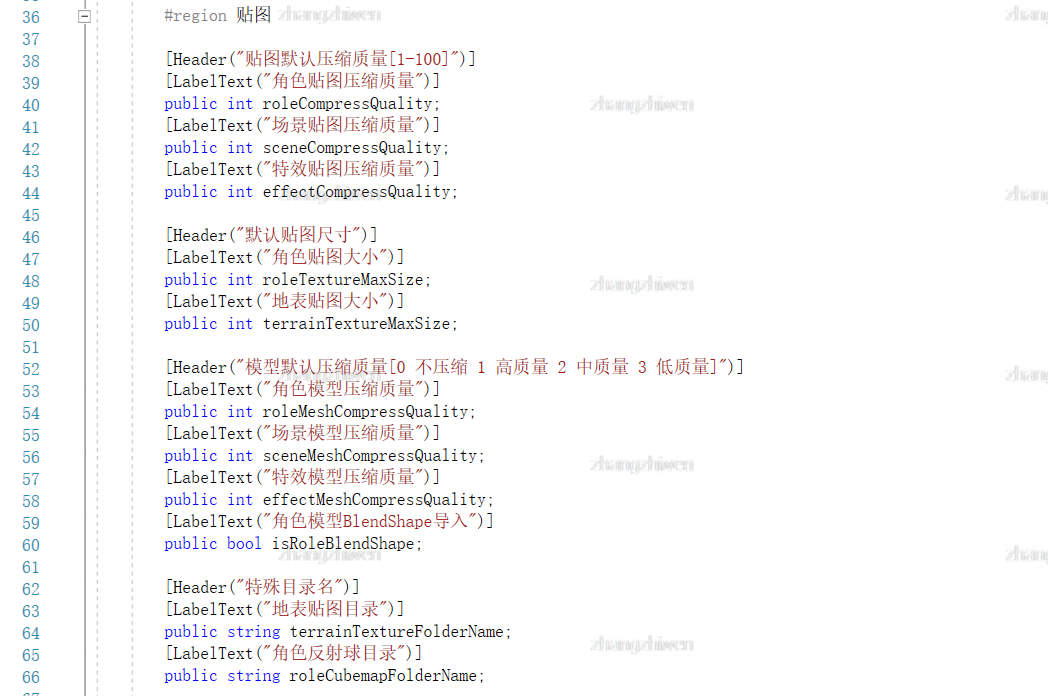 36 #region 贴图 zhangzhiwen
37
38 [Header("贴图默认压缩质量[1-100]")]
39 [LabelText("角色贴图压缩质量")]
40 public int roleCompressQuality; zhangzhiwen
41 [LabelText("场景贴图压缩质量")]
42 public int sceneCompressQuality;
43 [LabelText("特效贴图压缩质量")]
44 public int effectCompressQuality;
45
46 [Header("默认贴图尺寸")]
47 [LabelText("角色贴图大小")]
48 public int roleTextureMaxSize; zhangzhiwen
49 [LabelText("地表贴图大小")]
50 public int terrainTextureMaxSize;
51
52 [Header("模型默认压缩质量[0 不压缩 1 高质量 2 中质量 3 低质量]")]
53 [LabelText("角色模型压缩质量")]
54 public int roleMeshCompressQuality;
55 [LabelText("场景模型压缩质量")]
56 public int sceneMeshCompressQuality; zhangzhiwen
57 [LabelText("特效模型压缩质量")]
58 public int effectMeshCompressQuality;
59 [LabelText("角色模型BlendShape导入")]
60 public bool isRoleBlendShape;
zhangzhiwen
61
62 [Header("特殊目录名")]
63 [LabelText("地表贴图目录")]
64 public string terrainTextureFolderName; zhangzhiwen
65 [LabelText("角色反射球目录")]
66 public string roleCubemapFolderName;